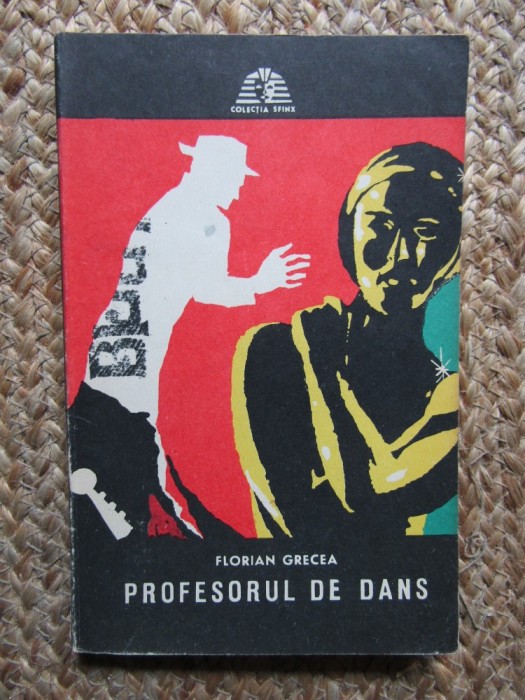 COLECȚIA SFINX
FLORIAN GRECEA
PROFESORUL DE DANS